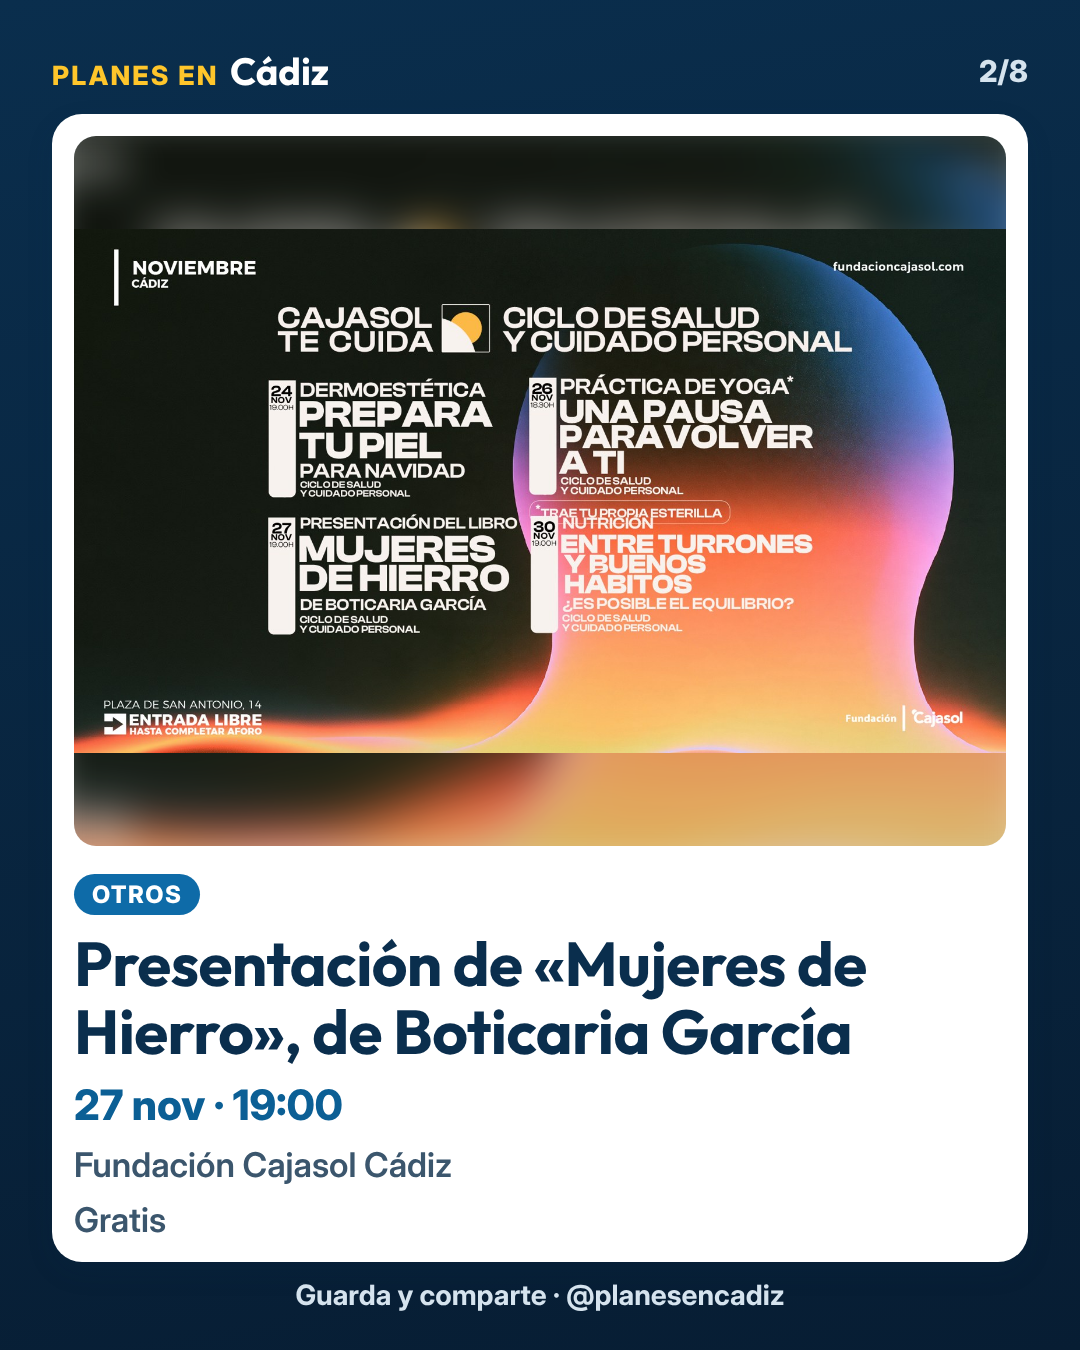 PLANES EN Cádiz
2/8
NOVIEMBRE
CÁDIZ
fundacioncajasol.com
CAJASOL
TE CUIDA
CICLO DE SALUD
Y CUIDADO PERSONAL
24
NOV
19.00H
DERMOESTÉTICA
PREPARA
TU PIEL
PARA NAVIDAD
CICLO DE SALUD
Y CUIDADO PERSONAL
26
NOV
18.30H
PRÁCTICA DE YOGA*
UNA PAUSA
PARA VOLVER
A TI
CICLO DE SALUD
Y CUIDADO PERSONAL
*TRAE TU PROPIA ESTERILLA
27
NOV
19.00H
PRESENTACIÓN DEL LIBRO
MUJERES
DE HIERRO
DE BOTICARIA GARCÍA
CICLO DE SALUD
Y CUIDADO PERSONAL
30
NOV
19.00H
NUTRICIÓN
ENTRE TURRONES
Y BUENOS
HÁBITOS
¿ES POSIBLE EL EQUILIBRIO?
CICLO DE SALUD
Y CUIDADO PERSONAL
PLAZA DE SAN ANTONIO, 14
ENTRADA LIBRE
HASTA COMPLETAR AFORO
Fundación Cajasol
OTROS
Presentación de «Mujeres de
Hierro», de Boticaria García
27 nov · 19:00
Fundación Cajasol Cádiz
Gratis
Guarda y comparte · @planesencadiz